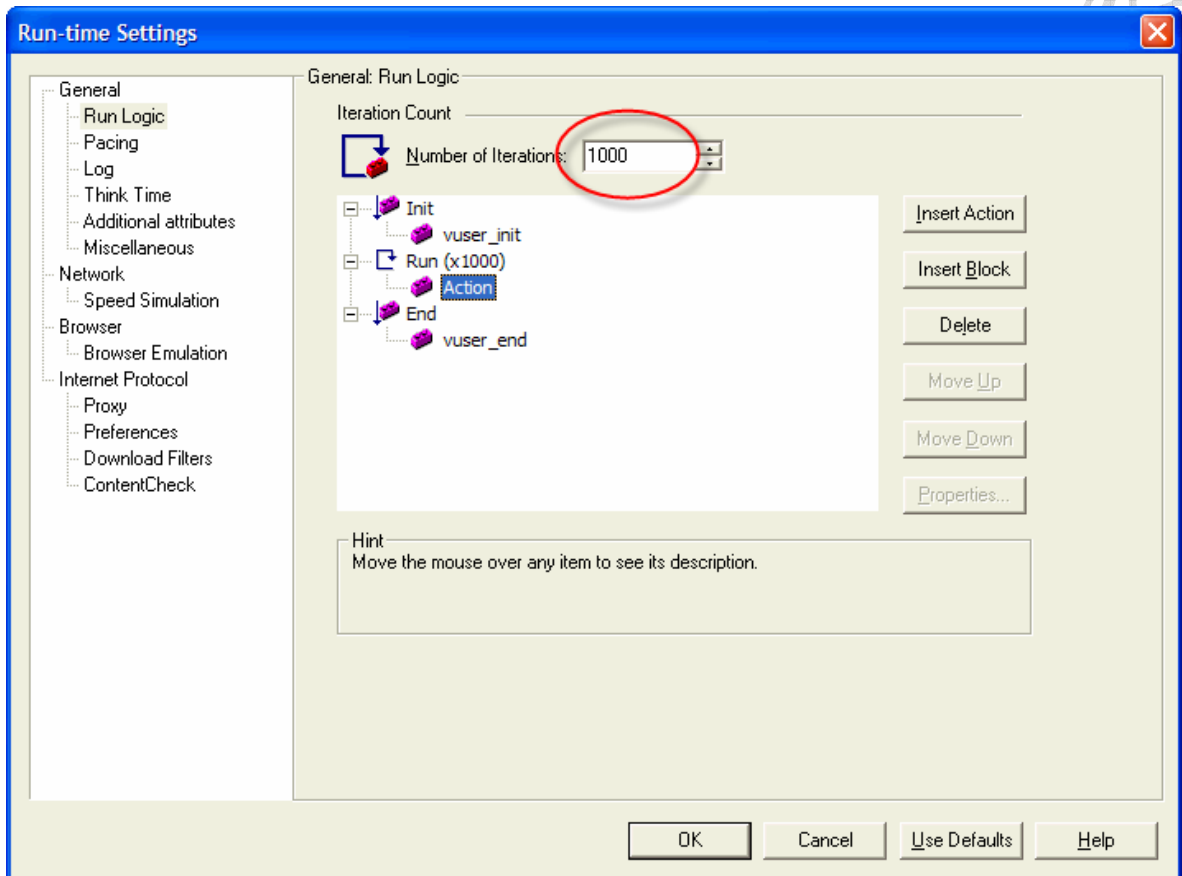 Run-time Settings
General
Run Logic
Pacing
Log
Think Time
Additional attributes
Miscellaneous
Network
Speed Simulation
Browser
Browser Emulation
Internet Protocol
Proxy
Preferences
Download Filters
ContentCheck
General: Run Logic
Iteration Count
Number of Iterations: 1000
Init
vuser_init
Run (x1000)
Action
End
vuser_end
Insert Action
Insert Block
Delete
Move Up
Move Down
Properties...
Hint
Move the mouse over any item to see its description.
OK Cancel Use Defaults Help